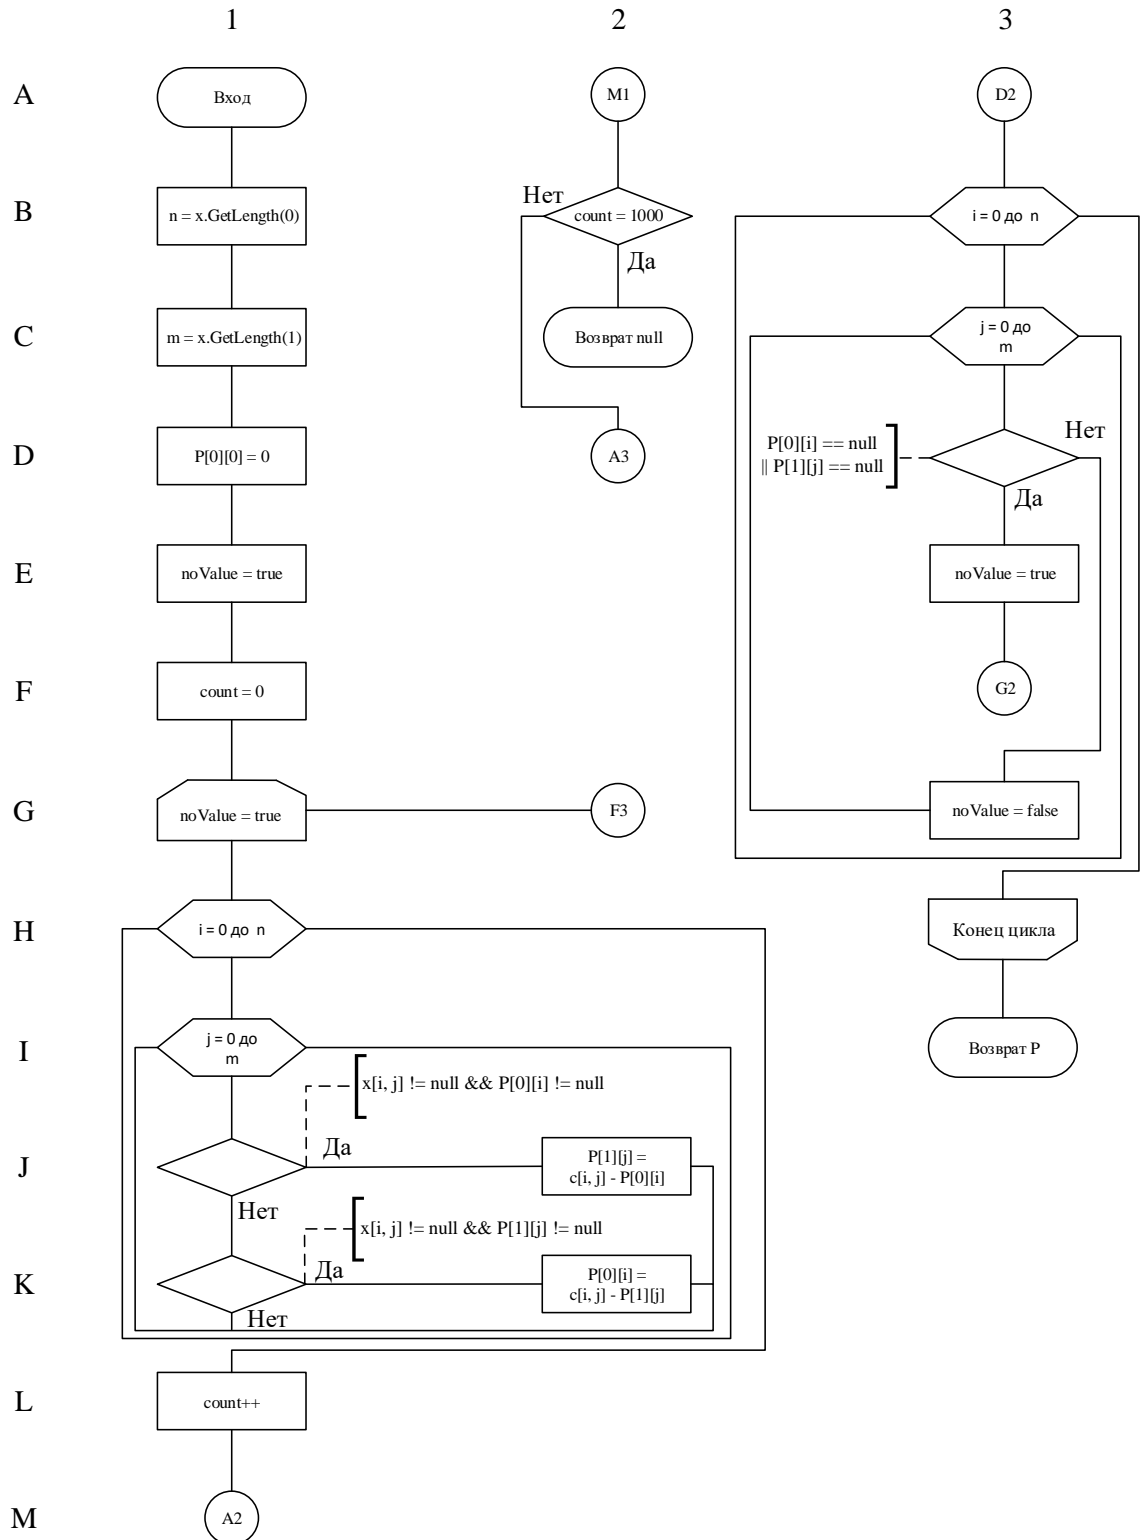 1
2
3
A
Вход
M1
D2
B
n = x.GetLength(0)
Нет
count = 1000
Да
i = 0 до n
C
m = x.GetLength(1)
Возврат null
j = 0 до
m
D
P[0][0] = 0
A3
P[0][i] == null
|| P[1][j] == null
Нет
Да
E
noValue = true
noValue = true
F
count = 0
G2
G
noValue = true
F3
noValue = false
H
i = 0 до n
Конец цикла
I
j = 0 до
m
Возврат P
x[i, j] != null && P[0][i] != null
J
Да
P[1][j] =
c[i, j] - P[0][i]
Нет
x[i, j] != null && P[1][j] != null
K
Да
P[0][i] =
c[i, j] - P[1][j]
Нет
L
count++
M
A2